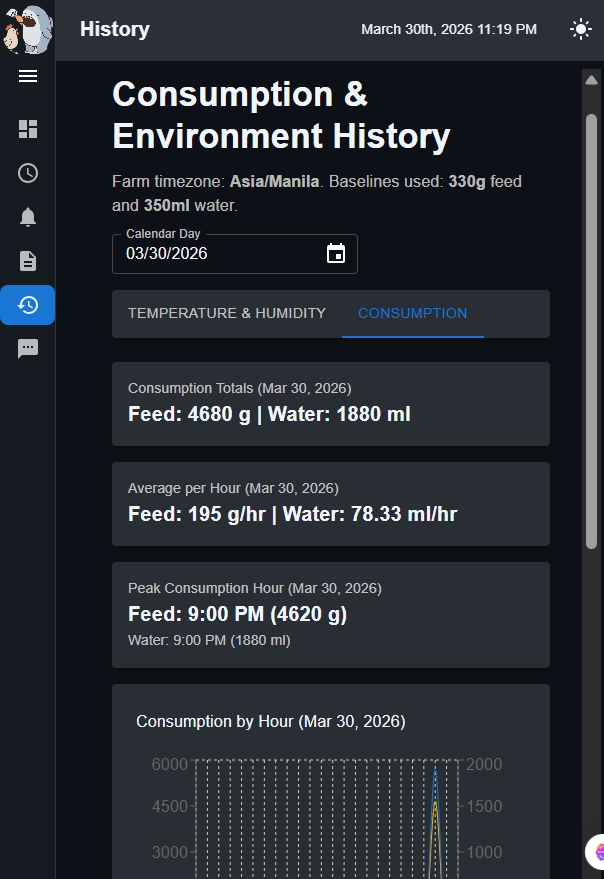 History
March 30th, 2026 11:19 PM
Consumption &
Environment History
Farm timezone: Asia/Manila. Baselines used: 330g feed
and 350ml water.
Calendar Day
03/30/2026
TEMPERATURE & HUMIDITY
CONSUMPTION
Consumption Totals (Mar 30, 2026)
Feed: 4680 g | Water: 1880 ml
Average per Hour (Mar 30, 2026)
Feed: 195 g/hr | Water: 78.33 ml/hr
Peak Consumption Hour (Mar 30, 2026)
Feed: 9:00 PM (4620 g)
Water: 9:00 PM (1880 ml)
Consumption by Hour (Mar 30, 2026)
6000
2000
4500
1500
3000
1000